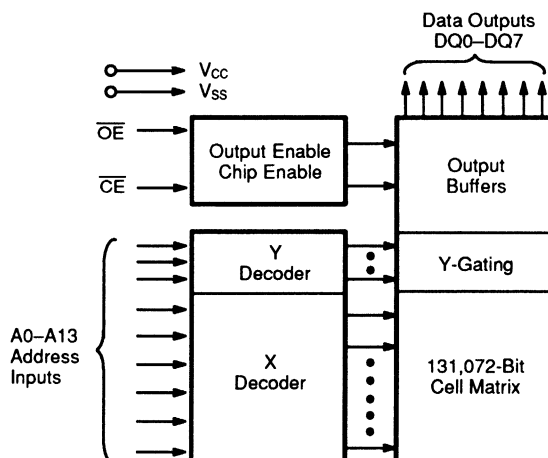 Data Outputs
DQ0–DQ7
VCC
VSS
OE
CE
Output Enable
Chip Enable
Output
Buffers
Y
Decoder
Y-Gating
A0–A13
Address
Inputs
X
Decoder
131,072-Bit
Cell Matrix